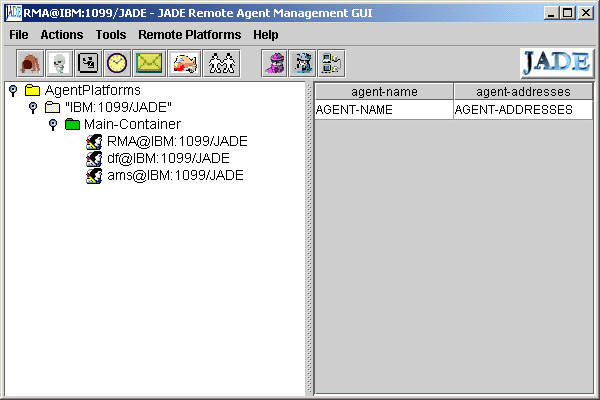 RMA@IBM:1099/JADE - JADE Remote Agent Management GUI
File Actions Tools Remote Platforms Help
JADE
AgentPlatforms
"IBM:1099/JADE"
Main-Container
RMA@IBM:1099/JADE
df@IBM:1099/JADE
ams@IBM:1099/JADE
agent-name agent-addresses
AGENT-NAME AGENT-ADDRESSES